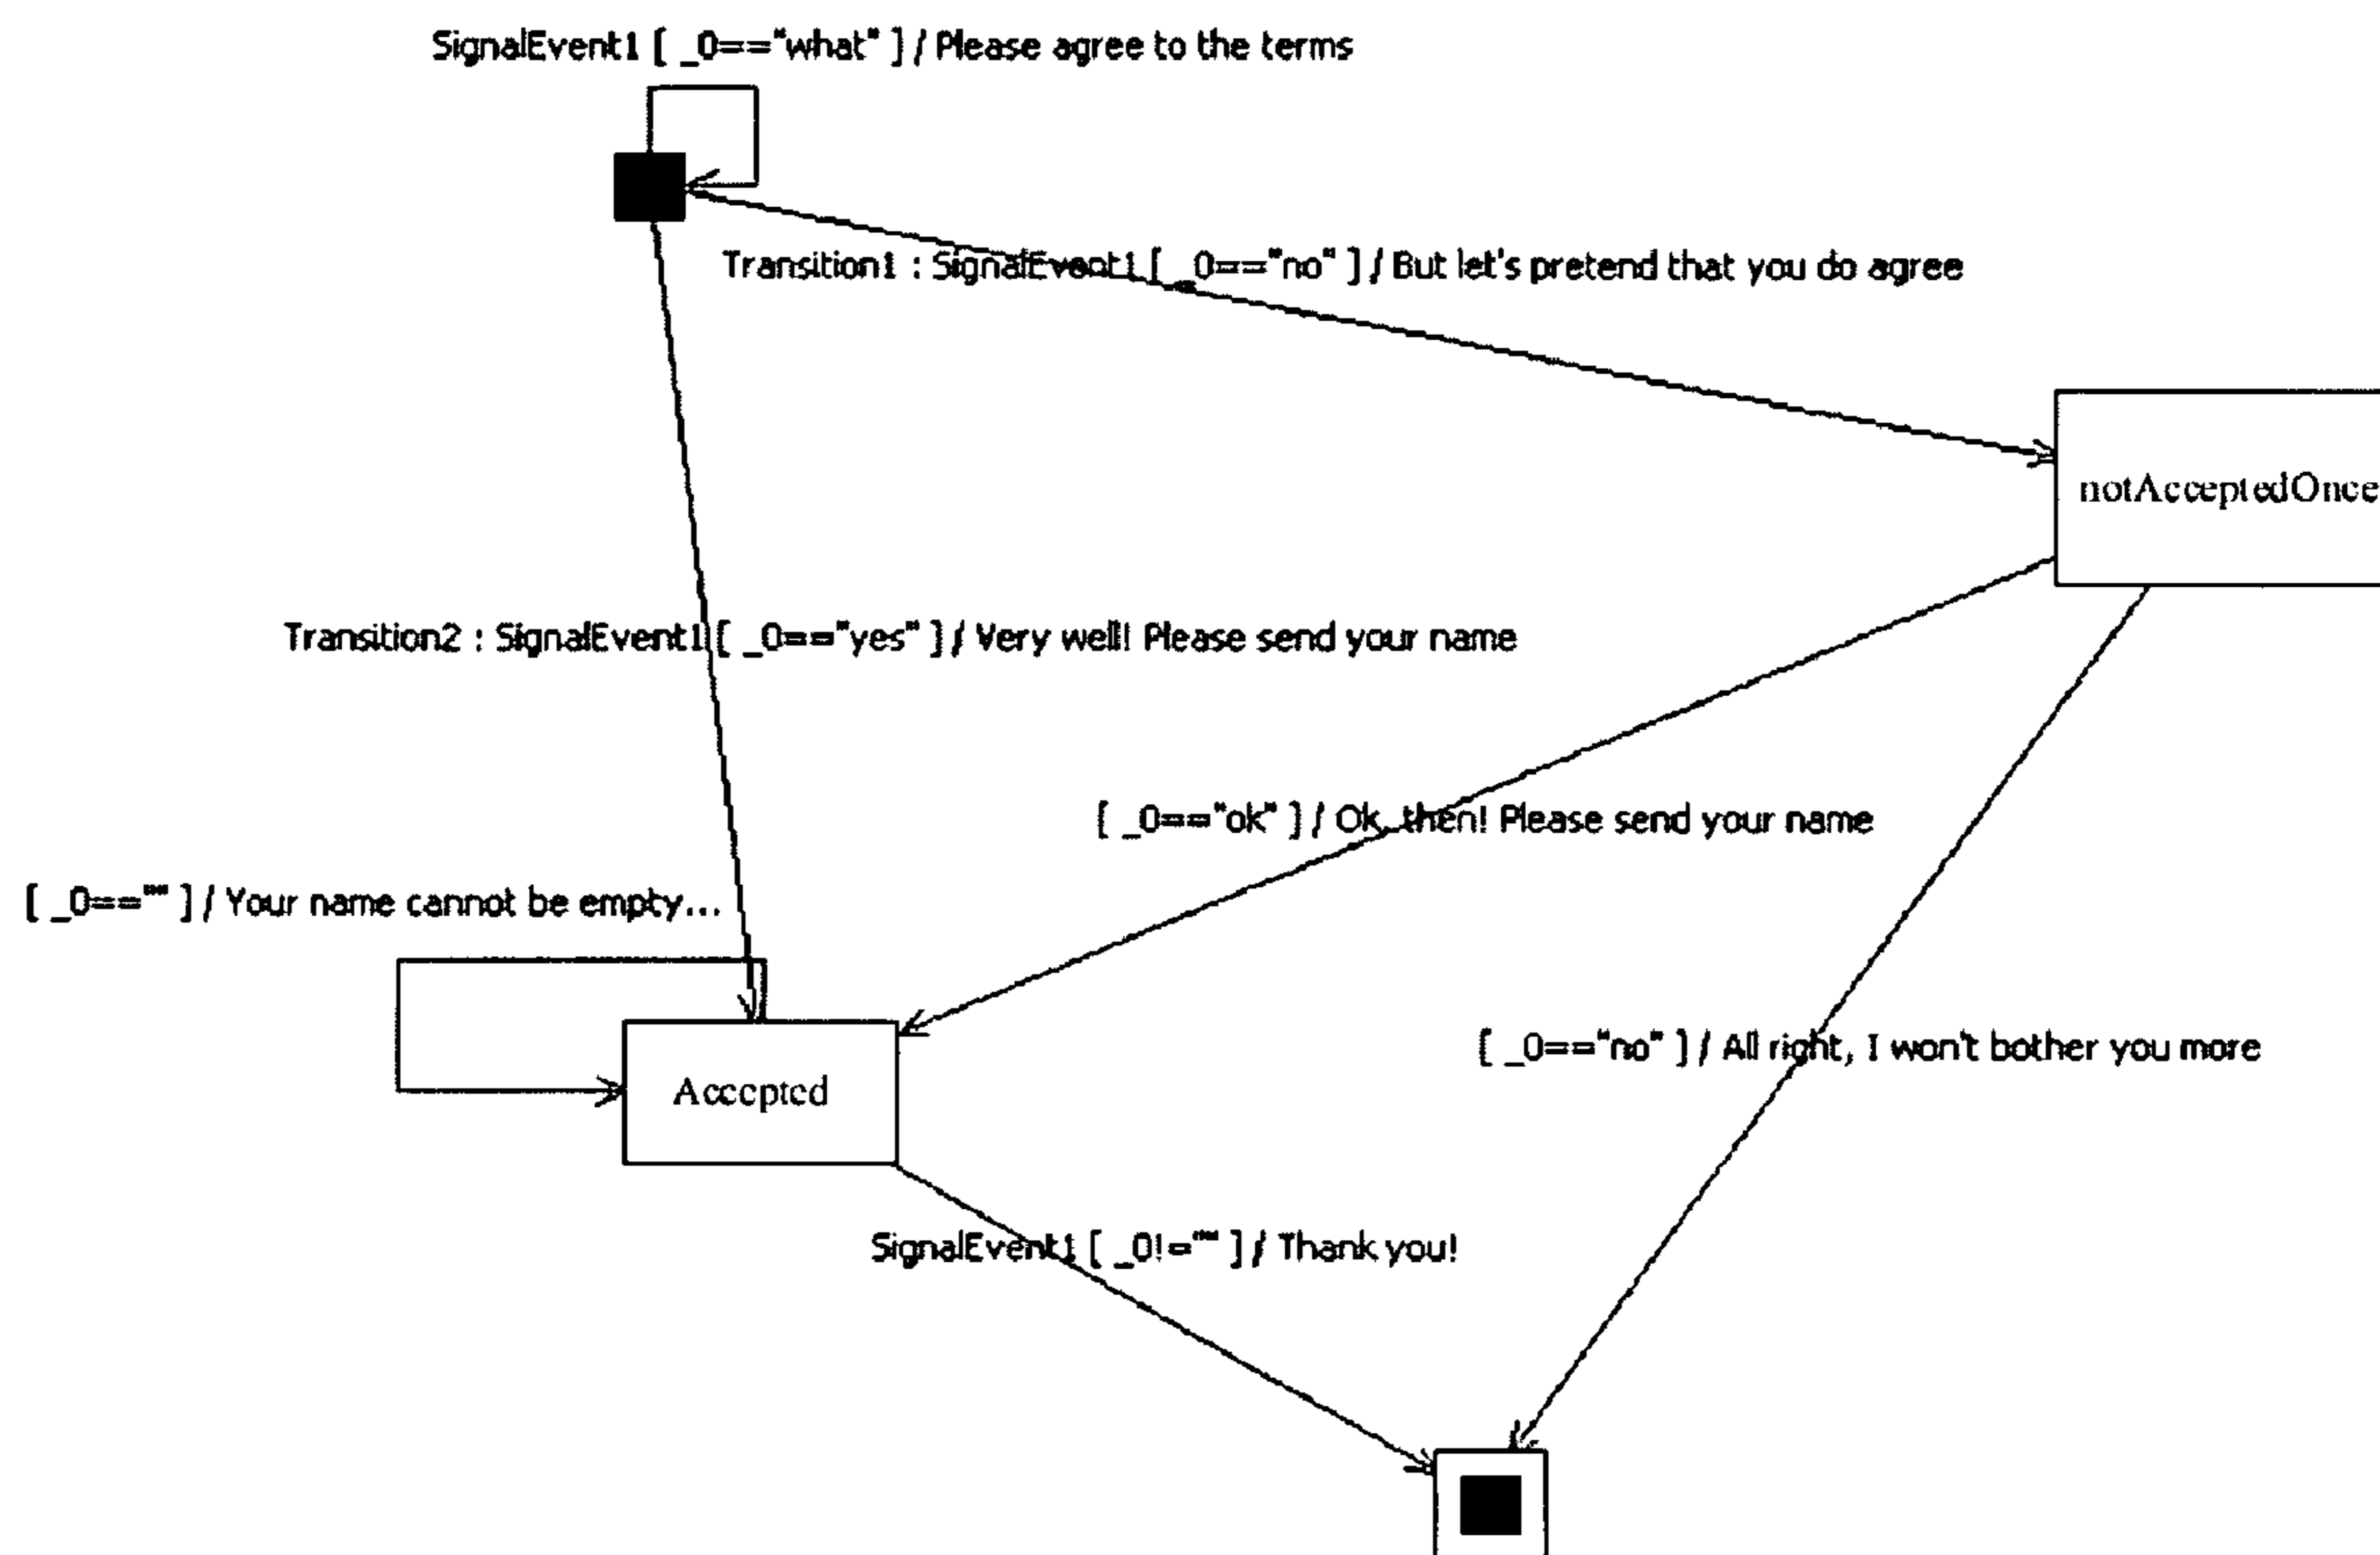 SignalEvent1 [ _0=="what" ] / Please agree to the terms
Transition1 : SignalEvent1 [ _0=="no" ] / But let's pretend that you do agree
notAcceptedOnce
Transition2 : SignalEvent1 [ _0=="yes" ] / Very well! Please send your name
[ _0=="ok" ] / Ok, then! Please send your name
[ _0=="" ] / Your name cannot be empty...
[ _0=="no" ] / All right, I won't bother you more
Accepted
SignalEvent1 [ _0!="" ] / Thank you!